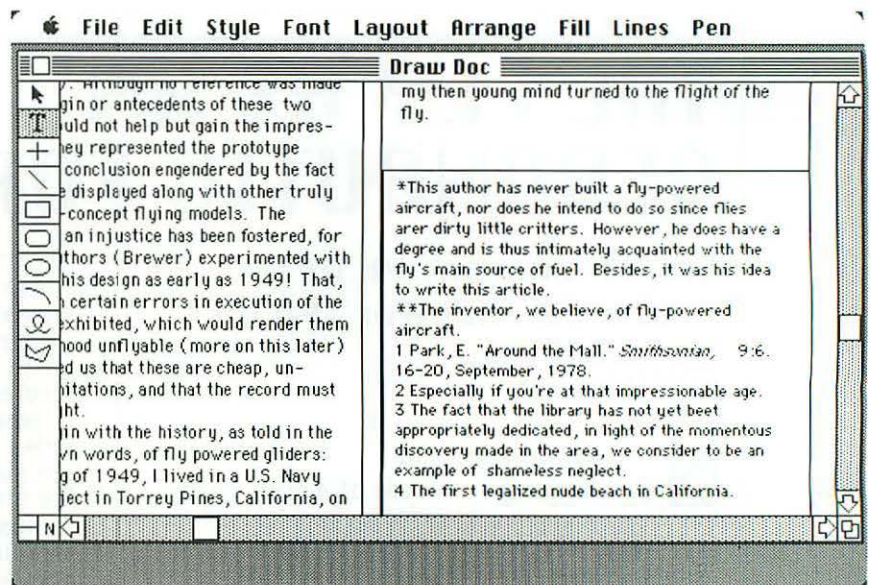 File Edit Style Font Layout Arrange Fill Lines Pen
Draw Doc
T
N
Although no reference was made
gin or antecedents of these two
uld not help but gain the impres-
ey represented the prototype
conclusion engendered by the fact
e displayed along with other truly
-concept flying models. The
an injustice has been fostered, for
thors (Brewer) experimented with
his design as early as 1949! That,
certain errors in execution of the
exhibited, which would render them
hood unflyable (more on this later)
ed us that these are cheap, un-
nitations, and that the record must
ht.
in with the history, as told in the
vn words, of fly powered gliders:
g of 1949, I lived in a U.S. Navy
ject in Torrey Pines, California, on
my then young mind turned to the flight of the
fly.
*This author has never built a fly-powered
aircraft, nor does he intend to do so since flies
arer dirty little critters. However, he does have a
degree and is thus intimately acquainted with the
fly's main source of fuel. Besides, it was his idea
to write this article.
**The inventor, we believe, of fly-powered
aircraft.
1 Park, E. "Around the Mall." Smithsonian, 9:6.
16-20, September, 1978.
2 Especially if you're at that impressionable age.
3 The fact that the library has not yet beet
appropriately dedicated, in light of the momentous
discovery made in the area, we consider to be an
example of shameless neglect.
4 The first legalized nude beach in California.